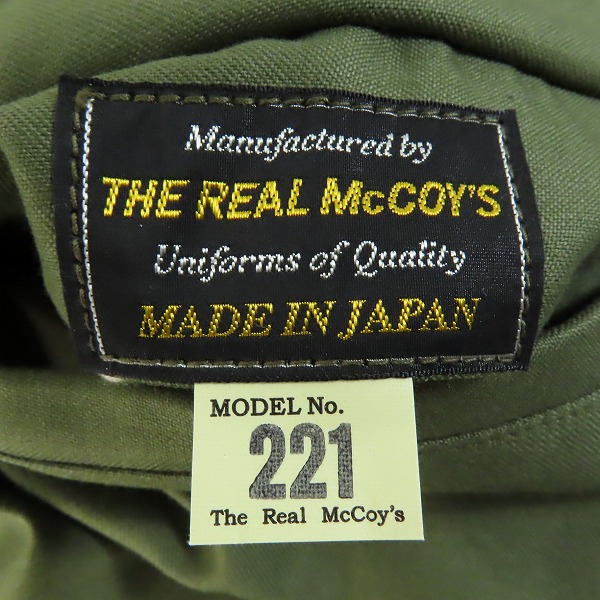 Manufactured by
THE REAL McCOY'S
Uniforms of Quality
MADE IN JAPAN
MODEL No.
221
The Real McCoy's